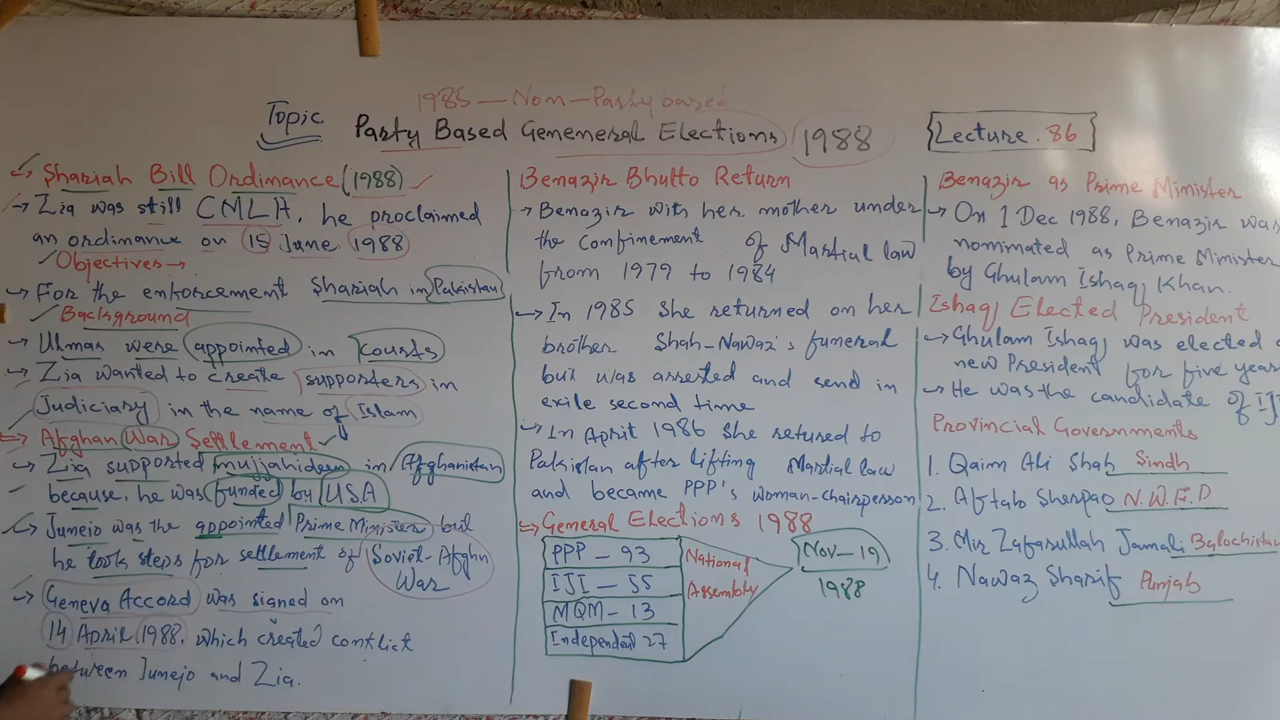 1985 - Non-Party based
Topic Party Based Genemeral Elections 1988
Lecture. 86
→ Shariah Bill Ordinance (1988)
→ Zia was still CMLA, he proclaimed
an ordinance on 15 June 1988
Objectives →
→ For the enforcement Shariah in Pakistan
Background
→ Ulmas were appointed in Courts
→ Zia wanted to create supporters in
Judiciary in the name of Islam
⇒ Afghan War Settlement
→ Zia supported mujjahideen in Afghanistan
because, he was funded by USA
→ Junejo was the appointed Prime Minister but
he tooks steps for settlement of Soviet-Afghn
War
→ Geneva Accord was signed on
14 April 1988. which created conflict
between Junejo and Zia.
Benazir Bhutto Return
→ Benazir with her mother under
the confinement of Martial law
from 1979 to 1984
→ In 1985 She returned on her
brother Shah-Nawaz's funeral
but was arrested and send in
exile second time
→ In April 1986 She retured to
Pakistan after lifting Martial law
and became PPP's woman-chairperson
⇒ General Elections 1988
PPP - 93
IJI - 55
MQM - 13
Independent 27
National
Assembly
Nov - 19
1988
Benazir as Prime Minister
→ On 1 Dec 1988, Benazir was
nommated as Prime Minister
by Ghulam Ishaq Khan.
Ishaq Elected President
→ Ghulam Ishaq was elected
new President for five years
→ He was the candidate of IJI
Provincial Governments
1. Qaim Ali Shah Sindh
2. Aftab Sherpao N.W.F.P
3. Mir Zafarullah Jamali Balochistan
4. Nawaz Sharif Punjab